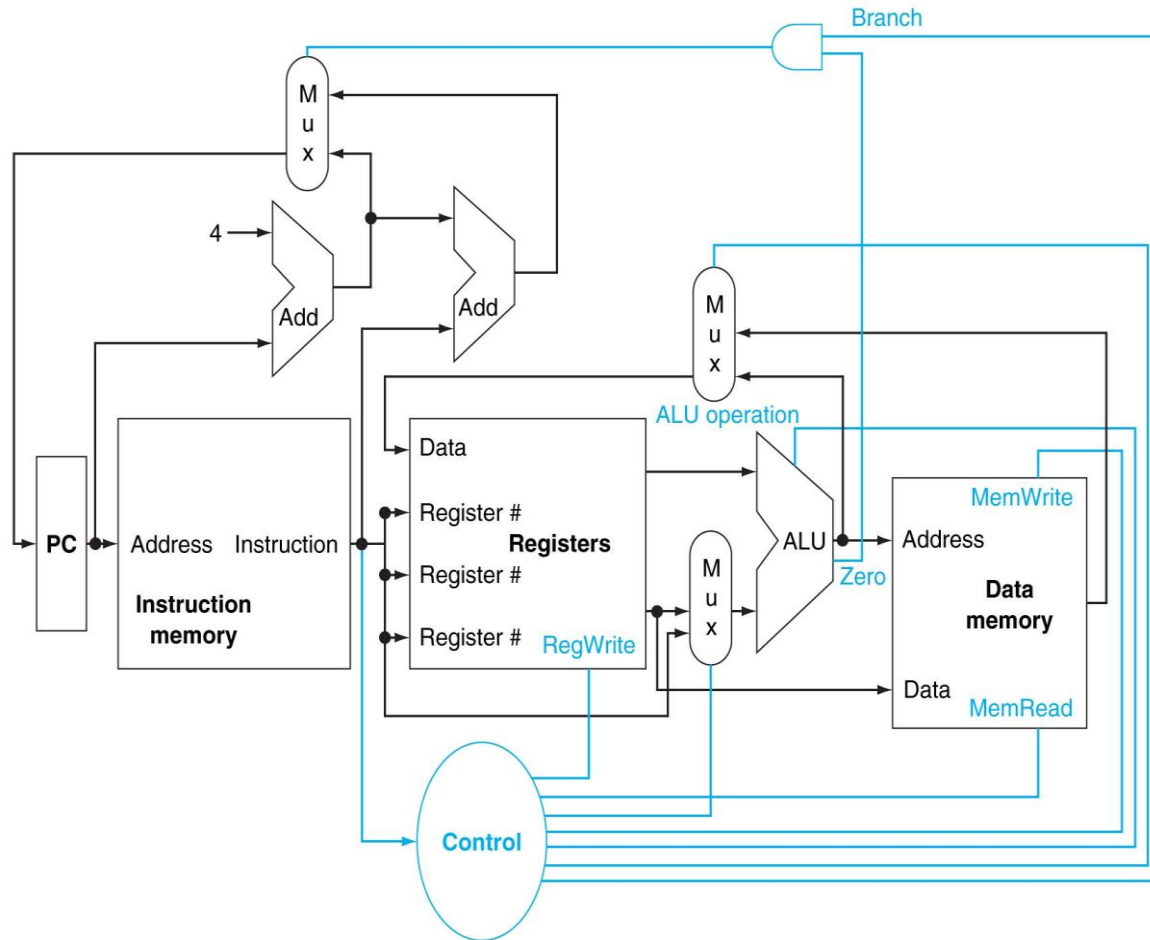 Branch
M
u
x
4
Add
Add
M
u
x
ALU operation
Data
Register #
Registers
Register #
Register #
RegWrite
PC
Address
Instruction
Instruction
memory
M
u
x
ALU
Zero
MemWrite
Address
Data
memory
Data
MemRead
Control